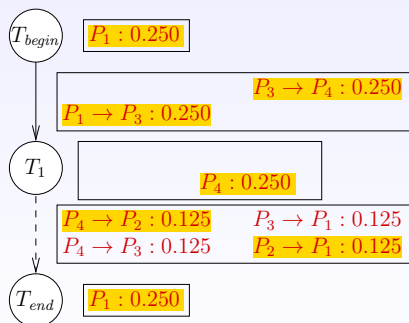 T_begin P_1 : 0.250
P_3 → P_4 : 0.250
P_1 → P_3 : 0.250
T_1
P_4 : 0.250
P_4 → P_2 : 0.125 P_3 → P_1 : 0.125
P_4 → P_3 : 0.125 P_2 → P_1 : 0.125
T_end P_1 : 0.250